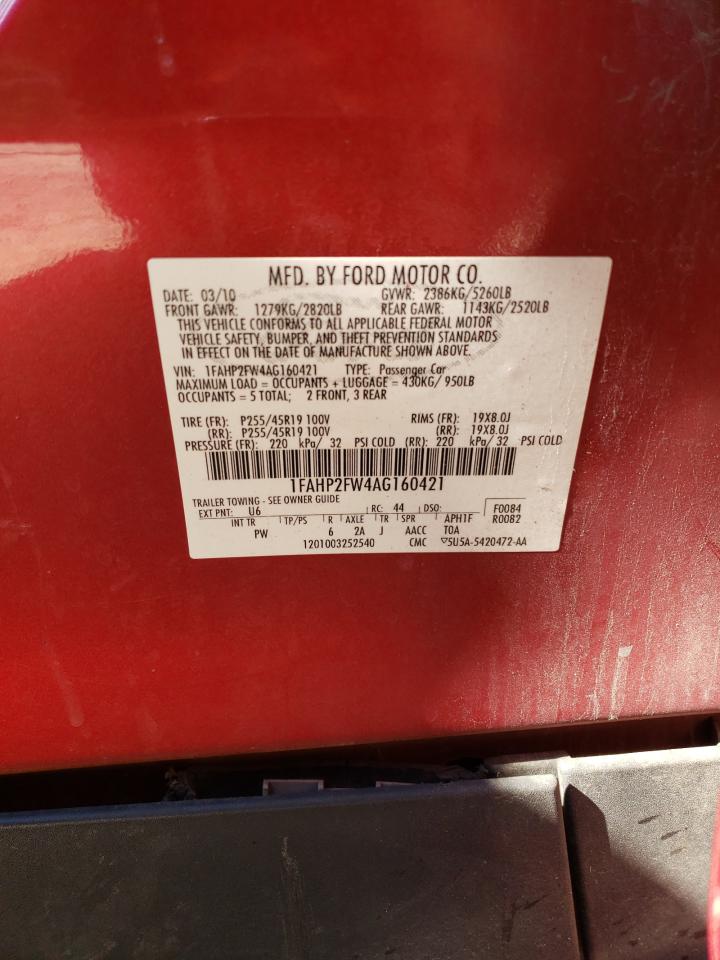 MFD. BY FORD MOTOR CO.
DATE: 03/10 GVWR: 2386KG/5260LB
FRONT GAWR: 1279KG/2820LB REAR GAWR: 1143KG/2520LB
THIS VEHICLE CONFORMS TO ALL APPLICABLE FEDERAL MOTOR
VEHICLE SAFETY, BUMPER, AND THEFT PREVENTION STANDARDS
IN EFFECT ON THE DATE OF MANUFACTURE SHOWN ABOVE.
VIN: 1FAHP2FW4AG160421 TYPE: Passenger Car
MAXIMUM LOAD = OCCUPANTS + LUGGAGE = 430KG/ 950LB
OCCUPANTS = 5 TOTAL; 2 FRONT, 3 REAR
TIRE (FR): P255/45R19 100V RIMS (FR): 19X8.0J
(RR): P255/45R19 100V (RR): 19X8.0J
PRESSURE (FR): 220 kPa/ 32 PSI COLD (RR): 220 kPa/ 32 PSI COLD
1FAHP2FW4AG160421
TRAILER TOWING - SEE OWNER GUIDE
EXT PNT: U6 RC: 44 DSO: F0084
INT TR TP/PS R AXLE TR SPR APH1F R0082
PW 6 2A J AACC TOA
1201003252540 CMC ▽5U5A-5420472-AA